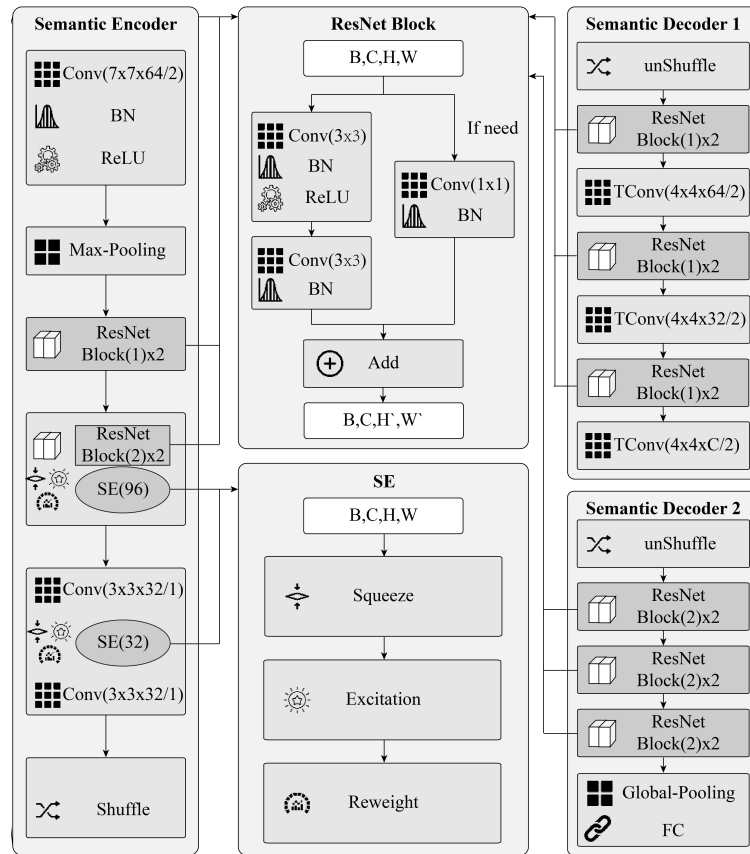 Semantic Encoder
Conv(7x7x64/2)
BN
ReLU
Max-Pooling
ResNet
Block(1)x2
ResNet
Block(2)x2
SE(96)
Conv(3x3x32/1)
SE(32)
Conv(3x3x32/1)
Shuffle
ResNet Block
B,C,H,W
Conv(3x3)
BN
ReLU
Conv(3x3)
BN
If need
Conv(1x1)
BN
Add
B,C,H`,W`
SE
B,C,H,W
Squeeze
Excitation
Reweight
Semantic Decoder 1
unShuffle
ResNet
Block(1)x2
TConv(4x4x64/2)
ResNet
Block(1)x2
TConv(4x4x32/2)
ResNet
Block(1)x2
TConv(4x4xC/2)
Semantic Decoder 2
unShuffle
ResNet
Block(2)x2
ResNet
Block(2)x2
ResNet
Block(2)x2
Global-Pooling
FC